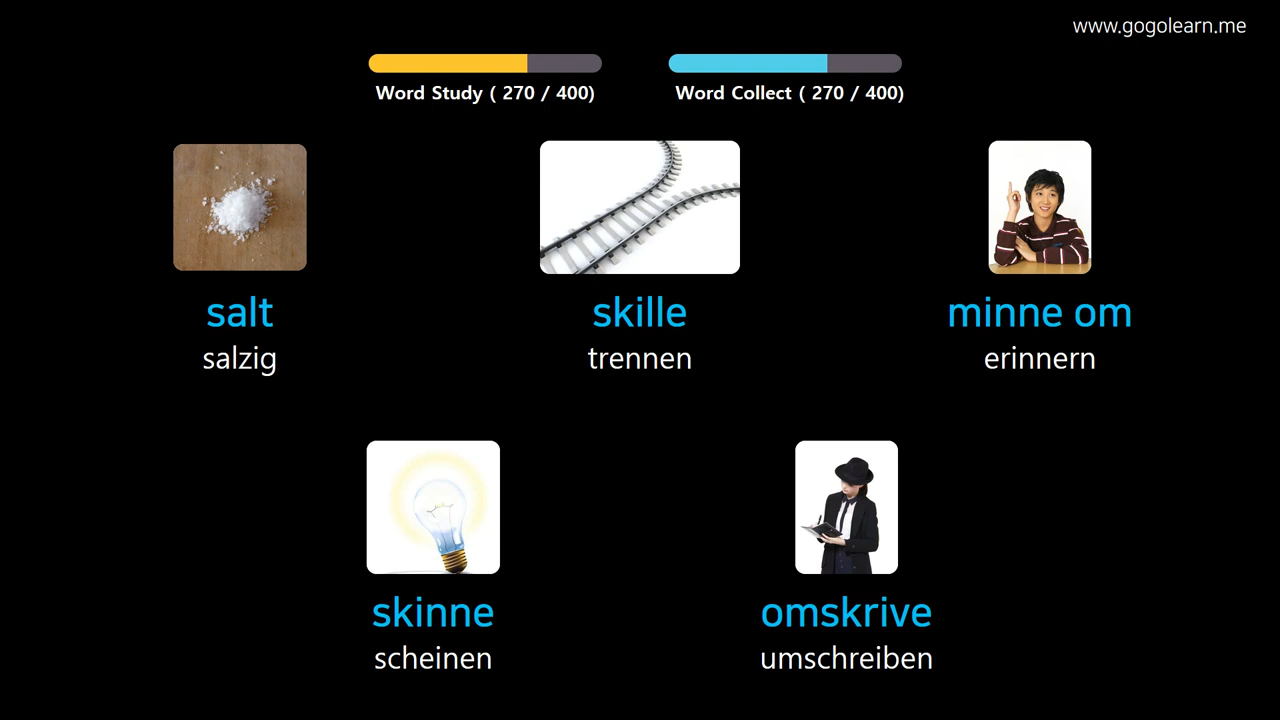 www.gogolearn.me
Word Study ( 270 / 400)
Word Collect ( 270 / 400)
salt
salzig
skille
trennen
minne om
erinnern
skinne
scheinen
omskrive
umschreiben